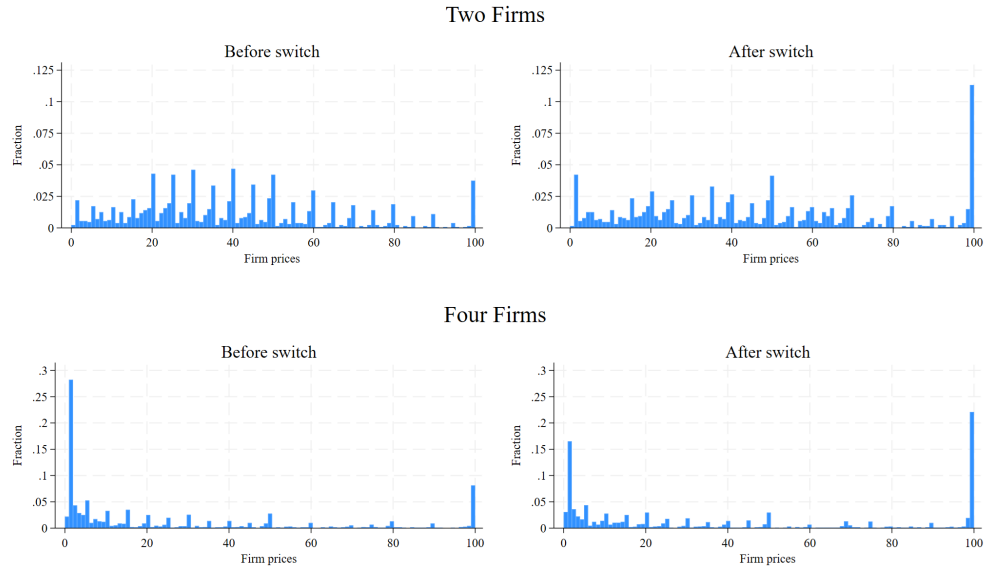 Two Firms
Before switch
.125
.1
.075
.05
.025
0
Fraction
0 20 40 60 80 100
Firm prices
After switch
.125
.1
.075
.05
.025
0
Fraction
0 20 40 60 80 100
Firm prices
Four Firms
Before switch
.3
.25
.2
.15
.1
.05
0
Fraction
0 20 40 60 80 100
Firm prices
After switch
.3
.25
.2
.15
.1
.05
0
Fraction
0 20 40 60 80 100
Firm prices